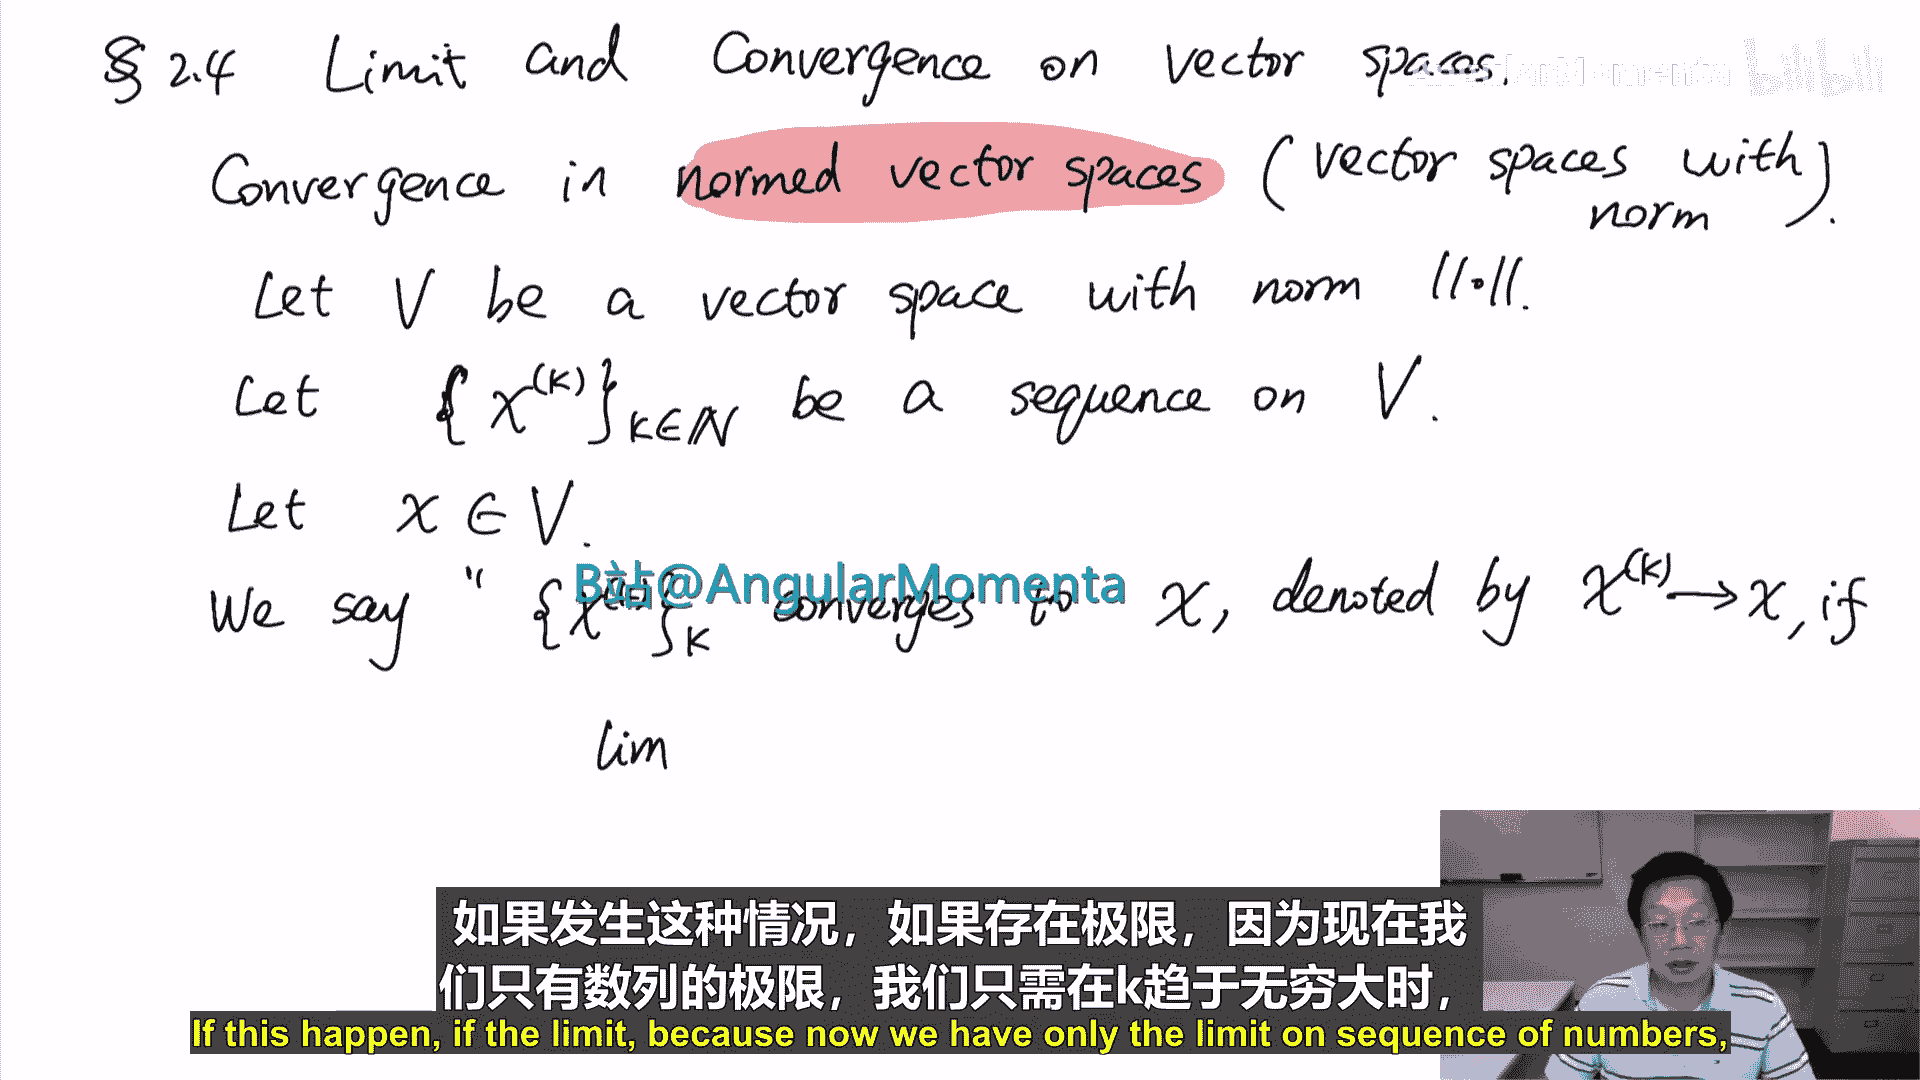 § 2.4 Limit and Convergence on vector spaces.
bilibili
Convergence in normed vector spaces (vector spaces with norm).
Let V be a vector space with norm ||·||.
Let {x^(k)}_{k∈ℕ} be a sequence on V.
Let x ∈ V.
B站@AngularMomenta
We say " {x^(k)}_k converges to x, denoted by x^(k) → x, if
lim
如果发生这种情况，如果存在极限，因为现在我
们只有数列的极限，我们只需在k趋于无穷大时，
If this happen, if the limit, because now we have only the limit on sequence of numbers,